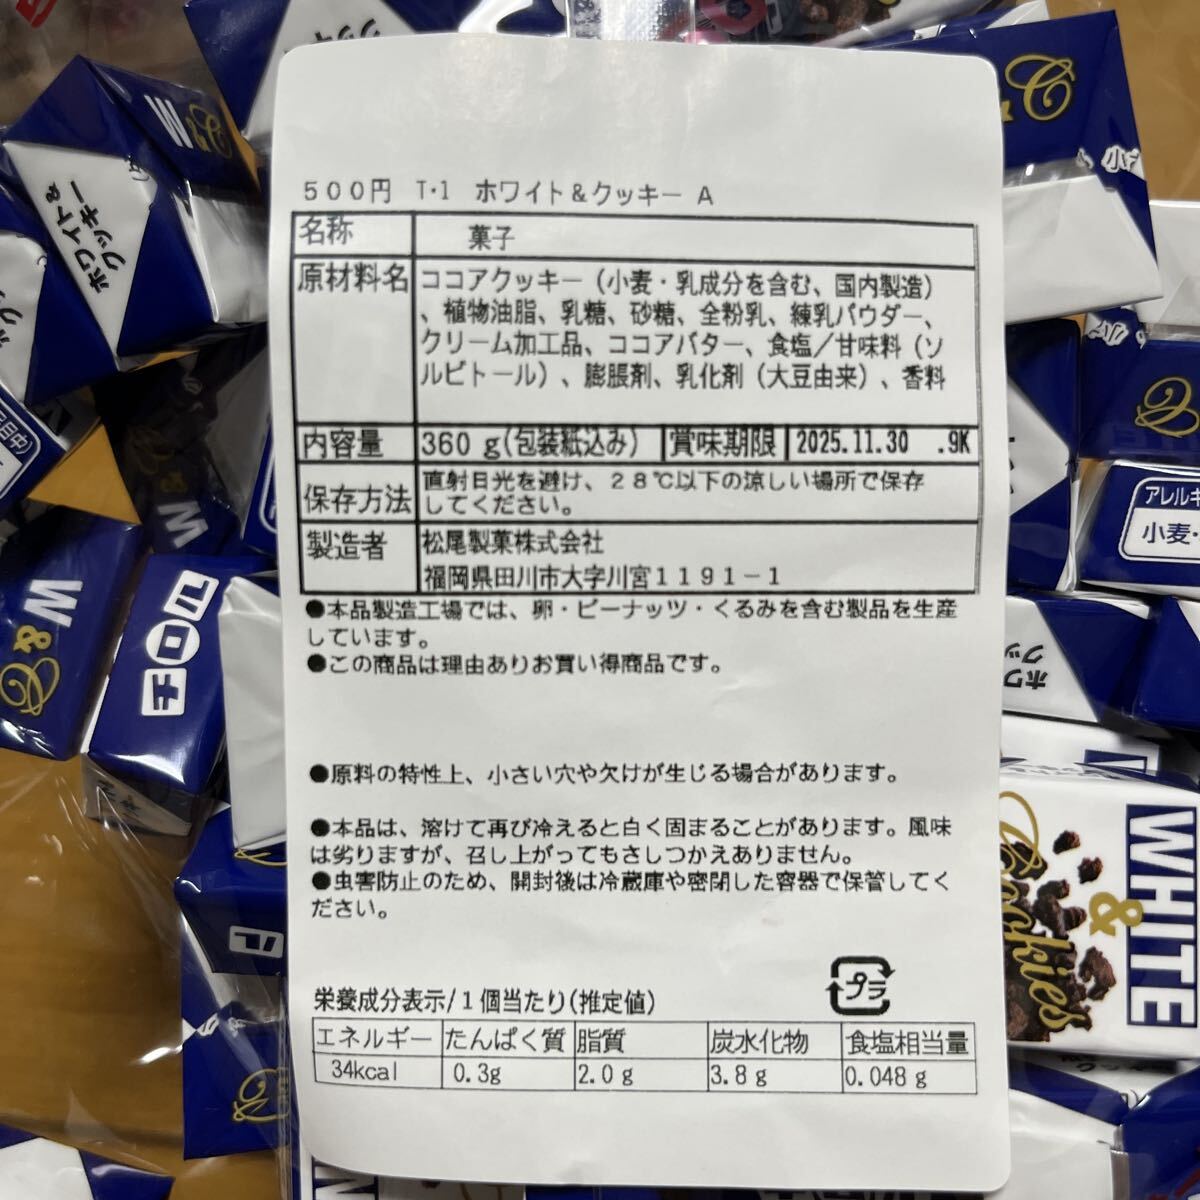 500円 T・1 ホワイト&クッキー A
名称 菓子
原材料名 ココアクッキー（小麦・乳成分を含む、国内製造）
、植物油脂、乳糖、砂糖、全粉乳、練乳パウダー、
クリーム加工品、ココアバター、食塩／甘味料（ソ
ルビトール）、膨脹剤、乳化剤（大豆由来）、香料
内容量 360 g(包装紙込み) 賞味期限 2025.11.30 .9K
保存方法 直射日光を避け、28℃以下の涼しい場所で保存
してください。
製造者 松尾製菓株式会社
福岡県田川市大字川宮1191-1
●本品製造工場では、卵・ピーナッツ・くるみを含む製品を生産
しています。
●この商品は理由ありお買い得商品です。
●原料の特性上、小さい穴や欠けが生じる場合があります。
●本品は、溶けて再び冷えると白く固まることがあります。風味
は劣りますが、召し上がってもさしつかえありません。
●虫害防止のため、開封後は冷蔵庫や密閉した容器で保管してく
ださい。
プラ
栄養成分表示/1個当たり(推定値)
エネルギー たんぱく質 脂質 炭水化物 食塩相当量
34kcal 0.3g 2.0g 3.8g 0.048g
ホワイト&
クッキー
W&C
チロル
WHITE
&
Cookies
アレルギ
小麦・